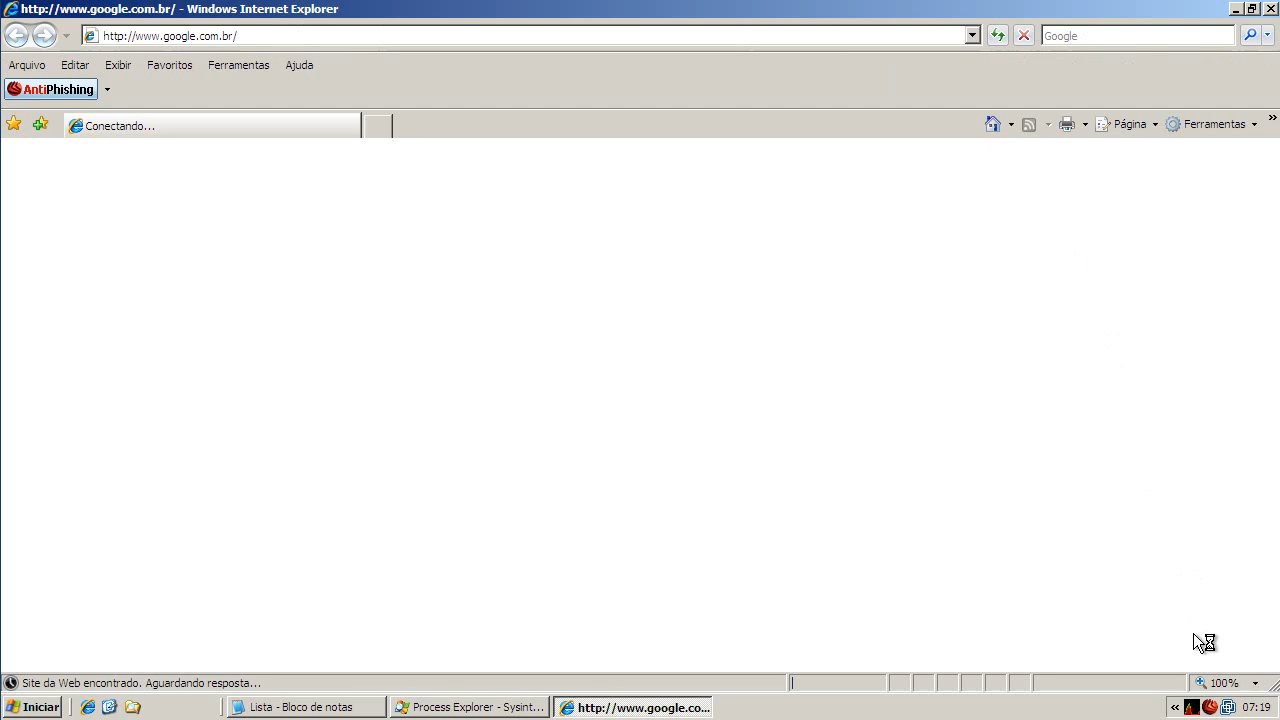 http://www.google.com.br/ - Windows Internet Explorer
http://www.google.com.br/
Google
Arquivo Editar Exibir Favoritos Ferramentas Ajuda
AntiPhishing
Conectando...
Página Ferramentas »
Site da Web encontrado. Aguardando resposta...
100%
Iniciar
Lista - Bloco de notas
Process Explorer - Sysint...
http://www.google.co...
« 07:19